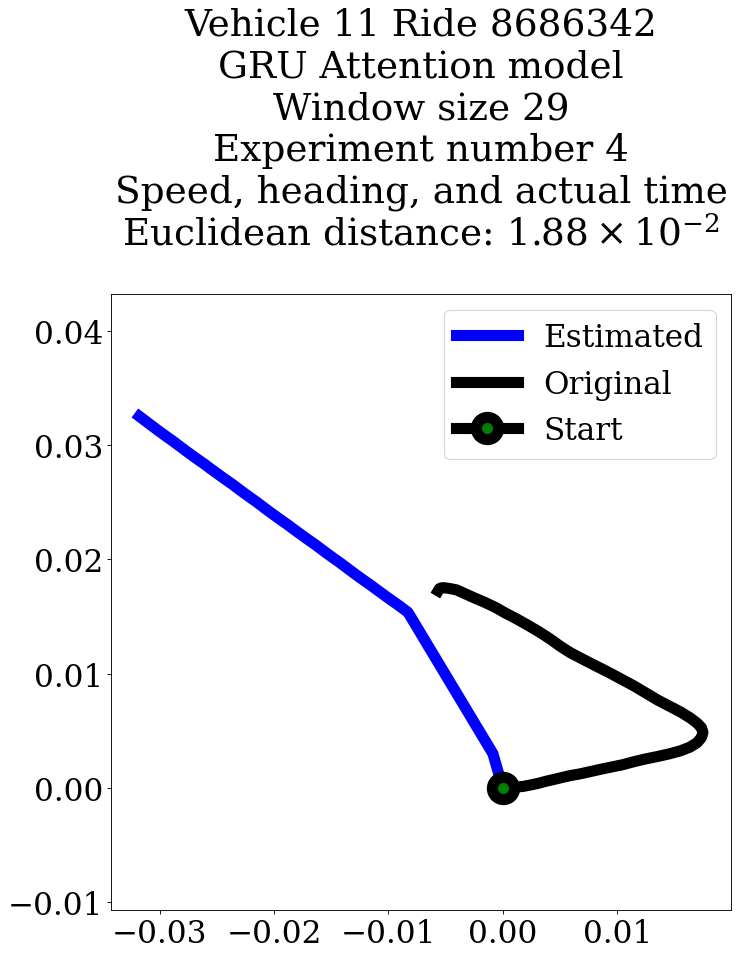 Vehicle 11 Ride 8686342
GRU Attention model
Window size 29
Experiment number 4
Speed, heading, and actual time
Euclidean distance: 1.88 × 10⁻²
Estimated
Original
Start
0.04
0.03
0.02
0.01
0.00
−0.01
−0.03 −0.02 −0.01 0.00 0.01